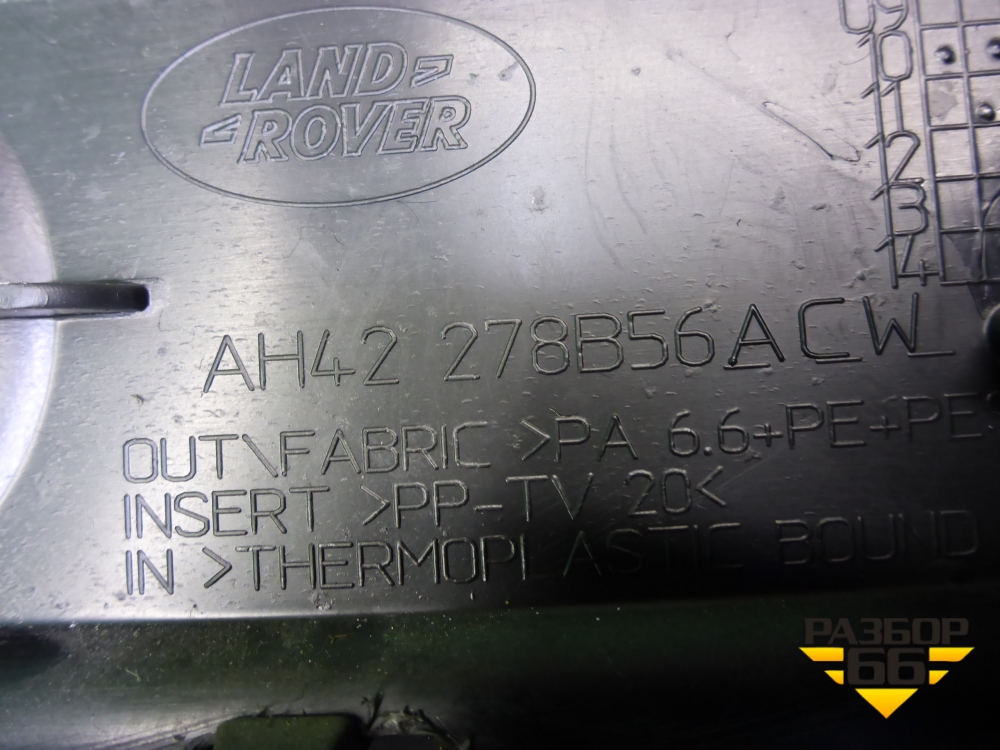 LAND
ROVER
09
10
11
12
13
14
AH42 278B56ACW
OUT\FABRIC >PA 6.6+PE+PE
INSERT >PP-TV 20<
IN >THERMOPLASTIC BOUND
РАЗБОР
66